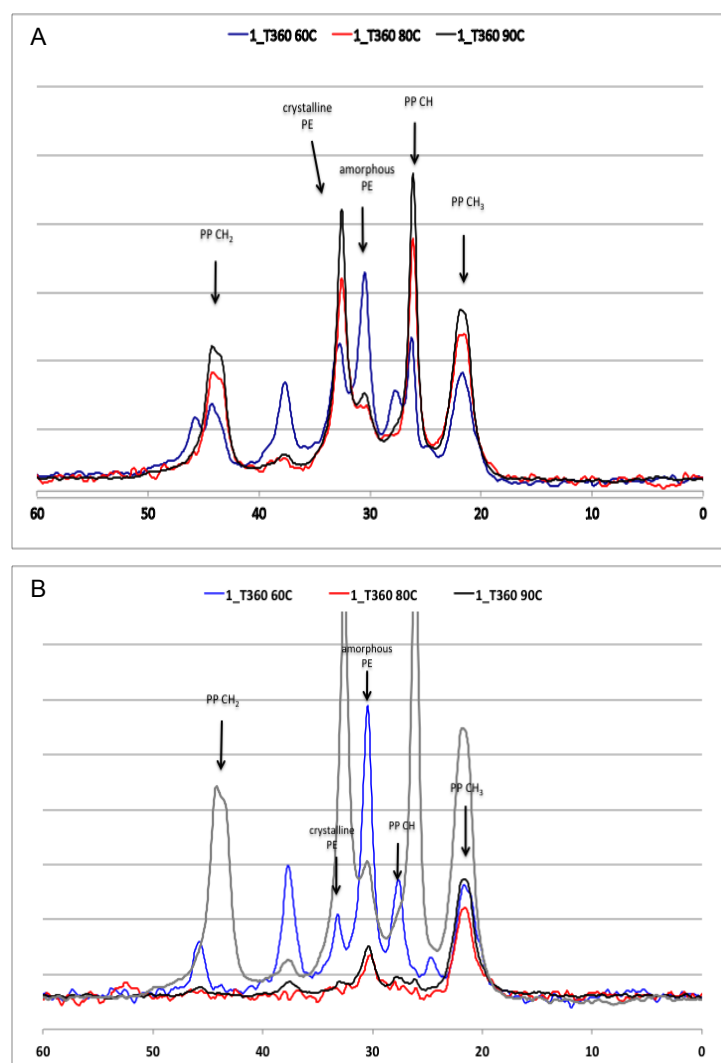 A
1_T360 60C 1_T360 80C 1_T360 90C
crystalline
PE
PP CH
amorphous
PE
PP CH₃
PP CH₂
60 50 40 30 20 10 0
B
1_T360 60C 1_T360 80C 1_T360 90C
amorphous
PE
PP CH₂
PP CH₃
crystalline
PE
PP CH
60 50 40 30 20 10 0